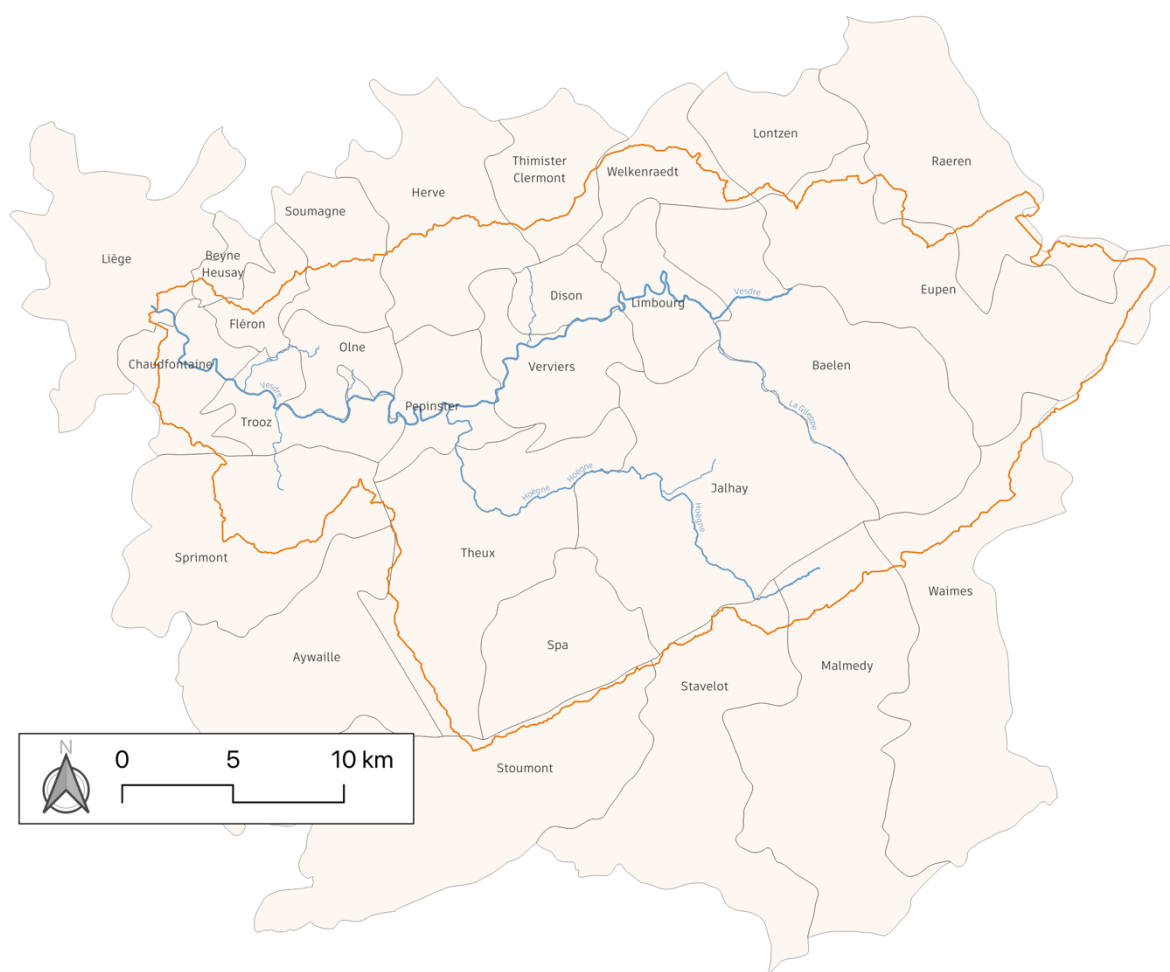 Lontzen
Raeren
Thimister
Clermont
Welkenraedt
Herve
Soumagne
Liège
Beyne
Heusay
Eupen
Vesdre
Dison
Limbourg
Fléron
Olne
Chaudfontaine
Verviers
Baelen
Vesdre
Pepinster
La Gileppe
Trooz
Hoëgne
Hoëgne
Jalhay
Hoëgne
Sprimont
Theux
Waimes
Spa
Aywaille
Malmedy
Stavelot
Stoumont
N
0 5 10 km